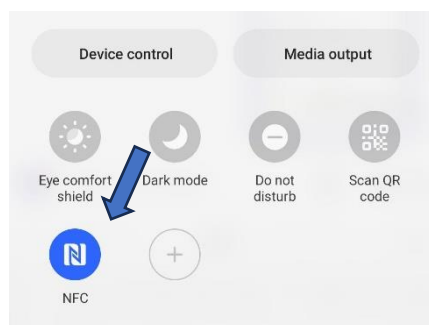 Device control
Media output
Eye comfort
shield
Dark mode
Do not
disturb
Scan QR
code
NFC